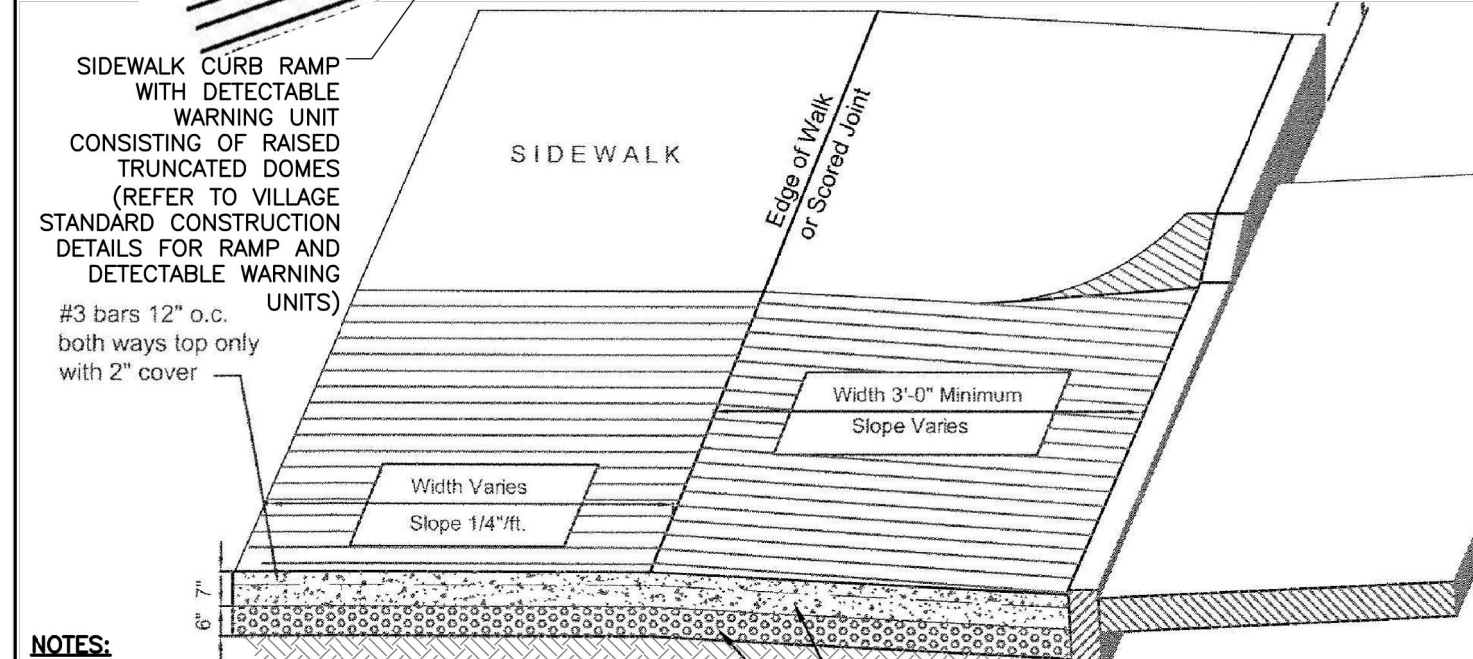 SIDEWALK CURB RAMP
WITH DETECTABLE
WARNING UNIT
CONSISTING OF RAISED
TRUNCATED DOMES
(REFER TO VILLAGE
STANDARD CONSTRUCTION
DETAILS FOR RAMP AND
DETECTABLE WARNING
UNITS)
#3 bars 12" o.c.
both ways top only
with 2" cover
SIDEWALK
Edge of Walk
or Scored Joint
Width 3'-0" Minimum
Slope Varies
Width Varies
Slope 1/4"/ft.
7"
6"
NOTES: